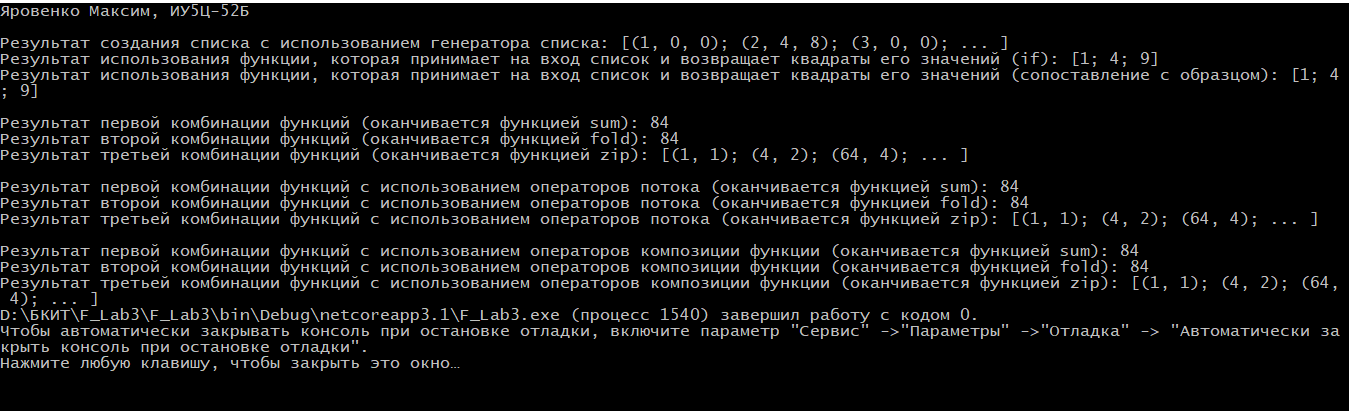 Яровенко Максим, ИУ5Ц-52Б
Результат создания списка с использованием генератора списка: [(1, 0, 0); (2, 4, 8); (3, 0, 0); ... ]
Результат использования функции, которая принимает на вход список и возвращает квадраты его значений (if): [1; 4; 9]
Результат использования функции, которая принимает на вход список и возвращает квадраты его значений (сопоставление с образцом): [1; 4
; 9]
Результат первой комбинации функций (оканчивается функцией sum): 84
Результат второй комбинации функций (оканчивается функцией fold): 84
Результат третьей комбинации функций (оканчивается функцией zip): [(1, 1); (4, 2); (64, 4); ... ]
Результат первой комбинации функций с использованием операторов потока (оканчивается функцией sum): 84
Результат второй комбинации функций с использованием операторов потока (оканчивается функцией fold): 84
Результат третьей комбинации функций с использованием операторов потока (оканчивается функцией zip): [(1, 1); (4, 2); (64, 4); ... ]
Результат первой комбинации функций с использованием операторов композиции функции (оканчивается функцией sum): 84
Результат второй комбинации функций с использованием операторов композиции функции (оканчивается функцией fold): 84
Результат третьей комбинации функций с использованием операторов композиции функции (оканчивается функцией zip): [(1, 1); (4, 2); (64,
 4); ... ]
D:\БКИТ\F_Lab3\F_Lab3\bin\Debug\netcoreapp3.1\F_Lab3.exe (процесс 1540) завершил работу с кодом 0.
Чтобы автоматически закрывать консоль при остановке отладки, включите параметр "Сервис" ->"Параметры" ->"Отладка" -> "Автоматически за
крыть консоль при остановке отладки".
Нажмите любую клавишу, чтобы закрыть это окно…